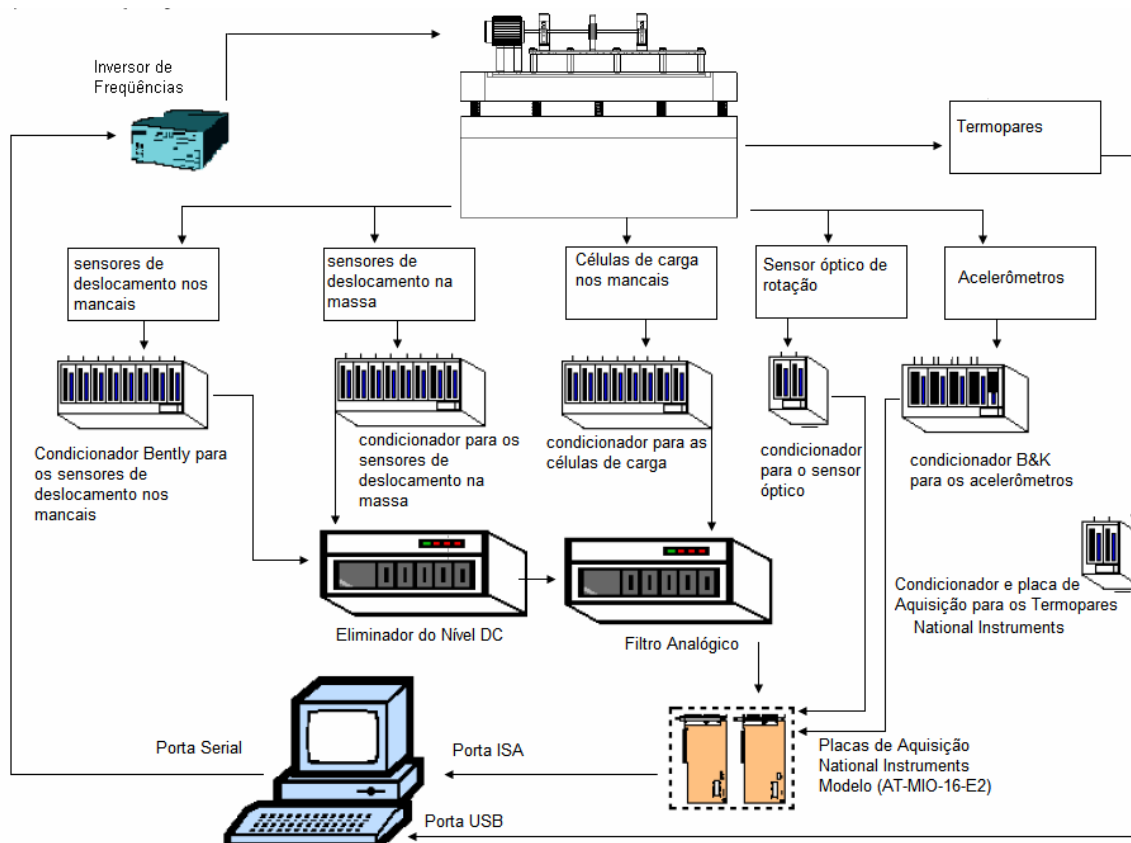 Inversor de
Freqüências
Termopares
sensores de
deslocamento nos
mancais
sensores de
deslocamento na
massa
Células de carga
nos mancais
Sensor óptico de
rotação
Acelerômetros
Condicionador Bently para
os sensores de
deslocamento nos
mancais
condicionador para os
sensores de
deslocamento na
massa
condicionador para as
células de carga
condicionador
para o sensor
óptico
condicionador B&K
para os acelerômetros
Condicionador e placa de
Aquisição para os Termopares
National Instruments
Eliminador do Nível DC
Filtro Analógico
Porta Serial
Porta ISA
Placas de Aquisição
National Instruments
Modelo (AT-MIO-16-E2)
Porta USB